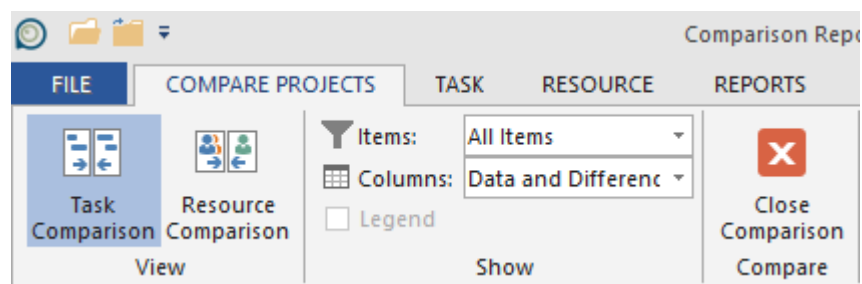 Comparison Repo
FILE COMPARE PROJECTS TASK RESOURCE REPORTS
Items: All Items
Columns: Data and Differenc
Legend
Task Comparison
Resource Comparison
Close Comparison
View Show Compare